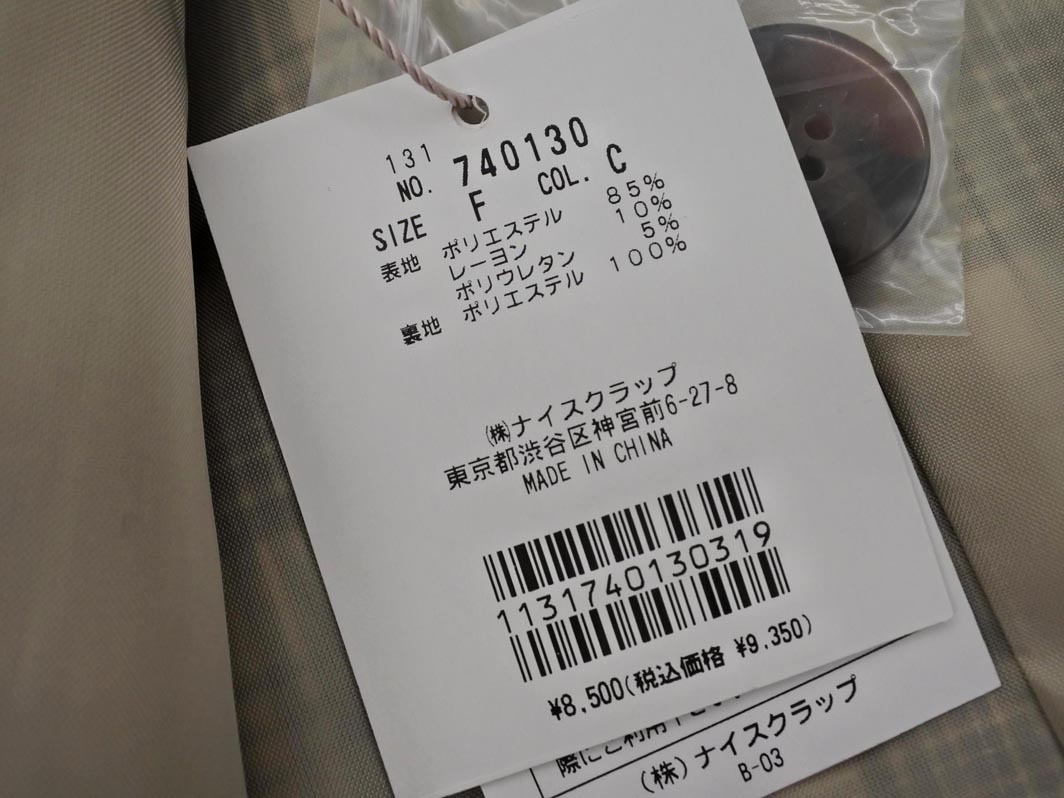 131
NO. 740130
SIZE F COL. C
表地 ポリエステル 85%
レーヨン 10%
ポリウレタン 5%
裏地 ポリエステル 100%
(株)ナイスクラップ
東京都渋谷区神宮前6-27-8
MADE IN CHINA
1131740130319
¥8,500(税込価格 ¥9,350)
(株)ナイスクラップ
B-03